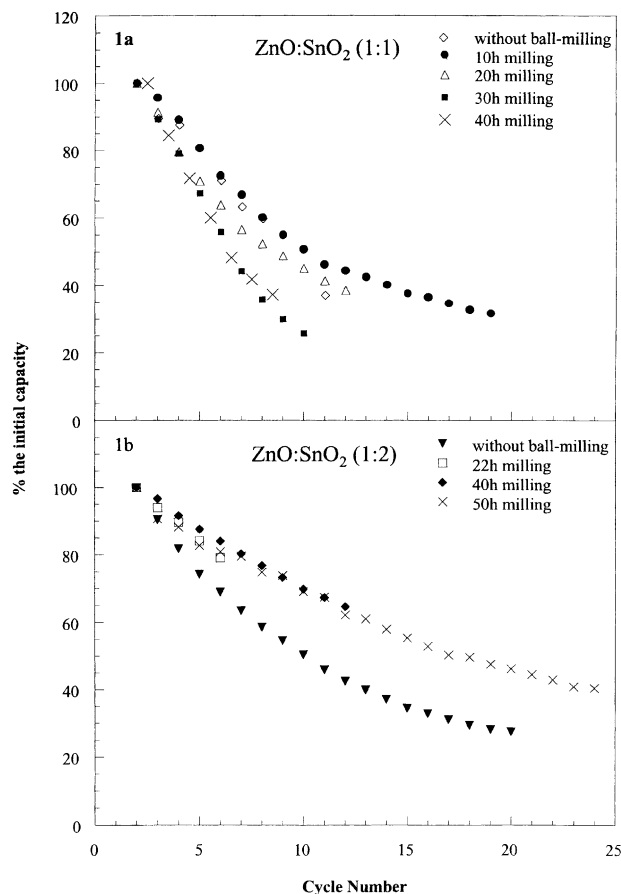 1a
ZnO:SnO₂ (1:1)
without ball-milling
10h milling
20h milling
30h milling
40h milling
120
100
80
60
40
20
0
% the initial capacity
1b
ZnO:SnO₂ (1:2)
without ball-milling
22h milling
40h milling
50h milling
100
80
60
40
20
0
0 5 10 15 20 25
Cycle Number